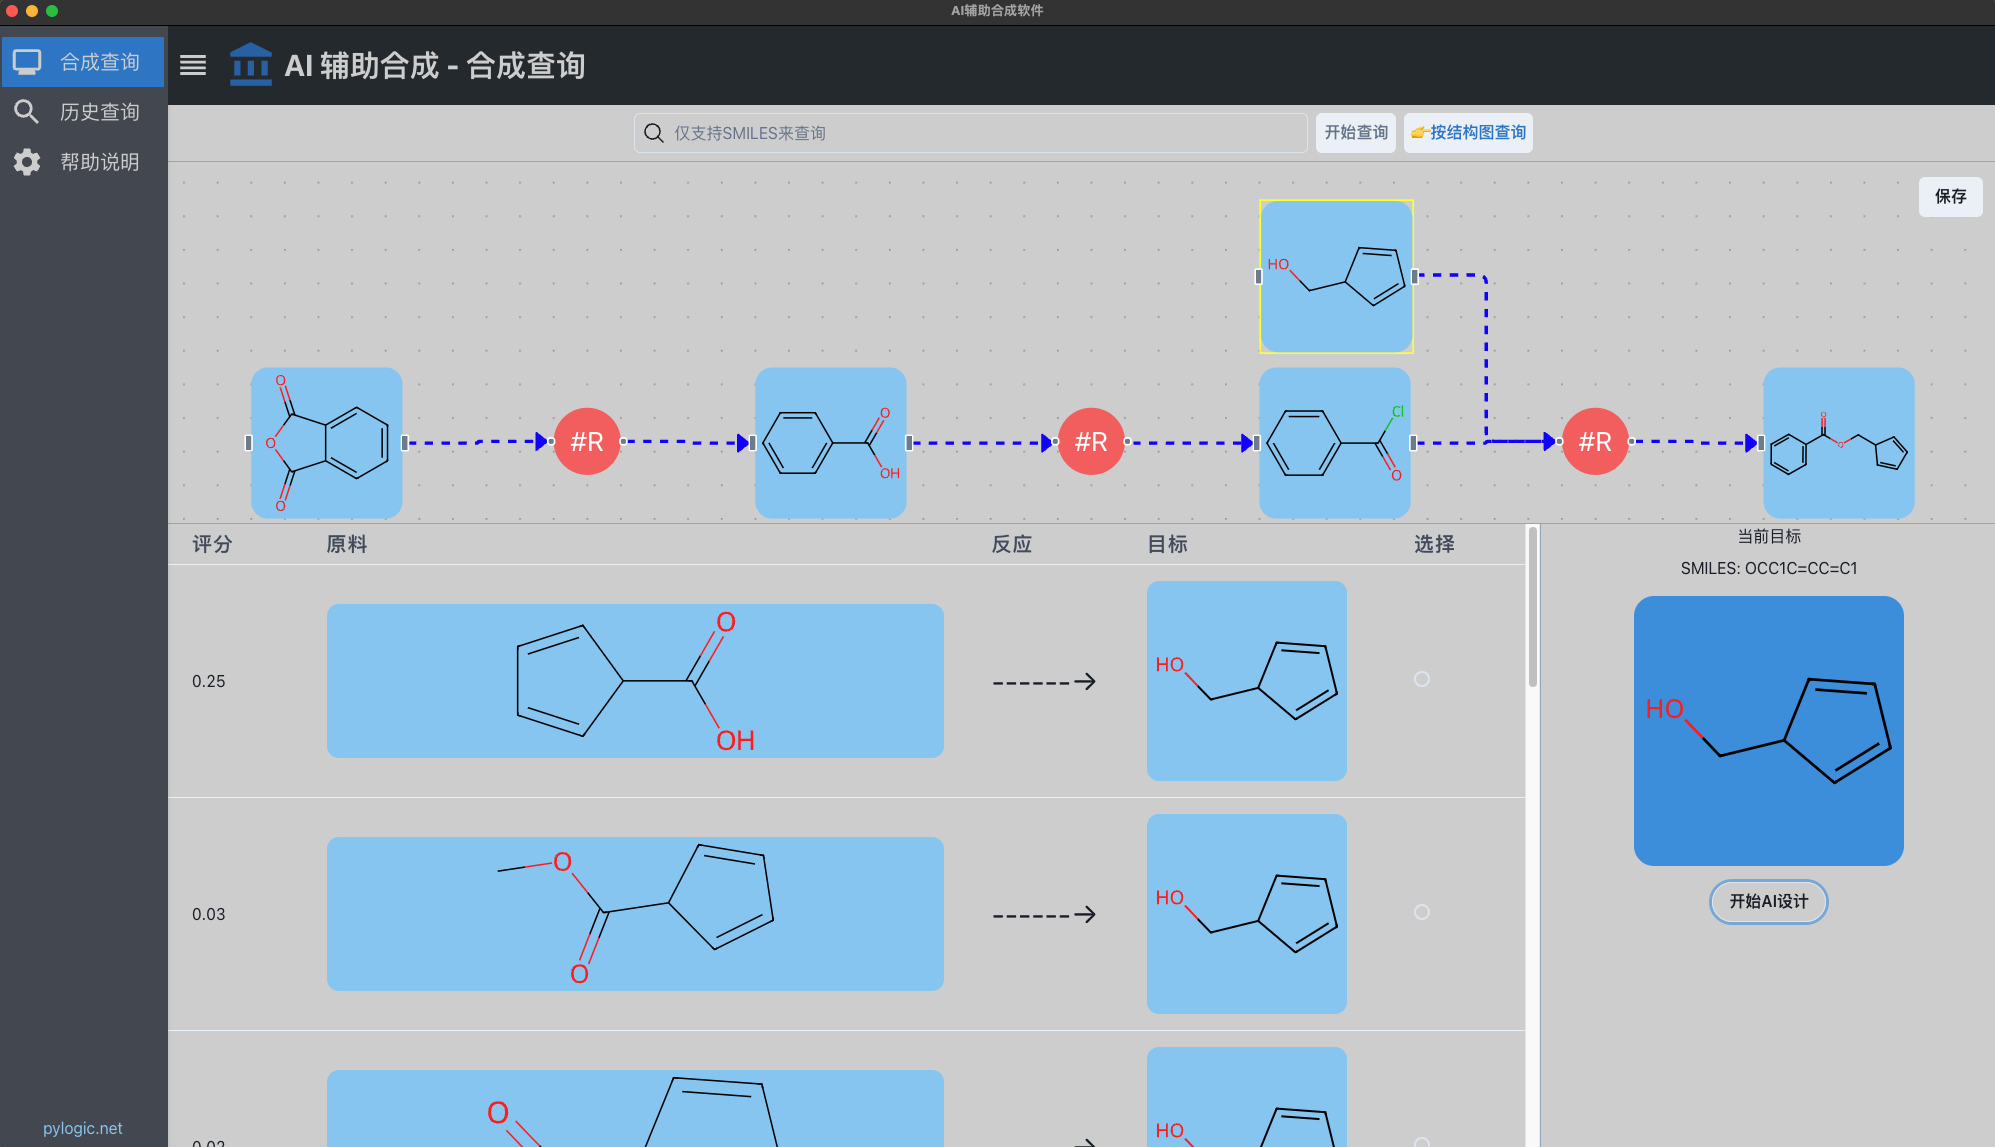 AI辅助合成软件
合成查询
历史查询
帮助说明
AI 辅助合成 - 合成查询
仅支持SMILES来查询
开始查询
👉按结构图查询
保存
HO
O
O
O
#R
O
OH
#R
Cl
O
#R
O
O
评分
原料
反应
目标
选择
当前目标
SMILES: OCC1C=CC=C1
0.25
O
OH
HO
HO
开始AI设计
0.03
O
O
HO
O
HO
pylogic.net